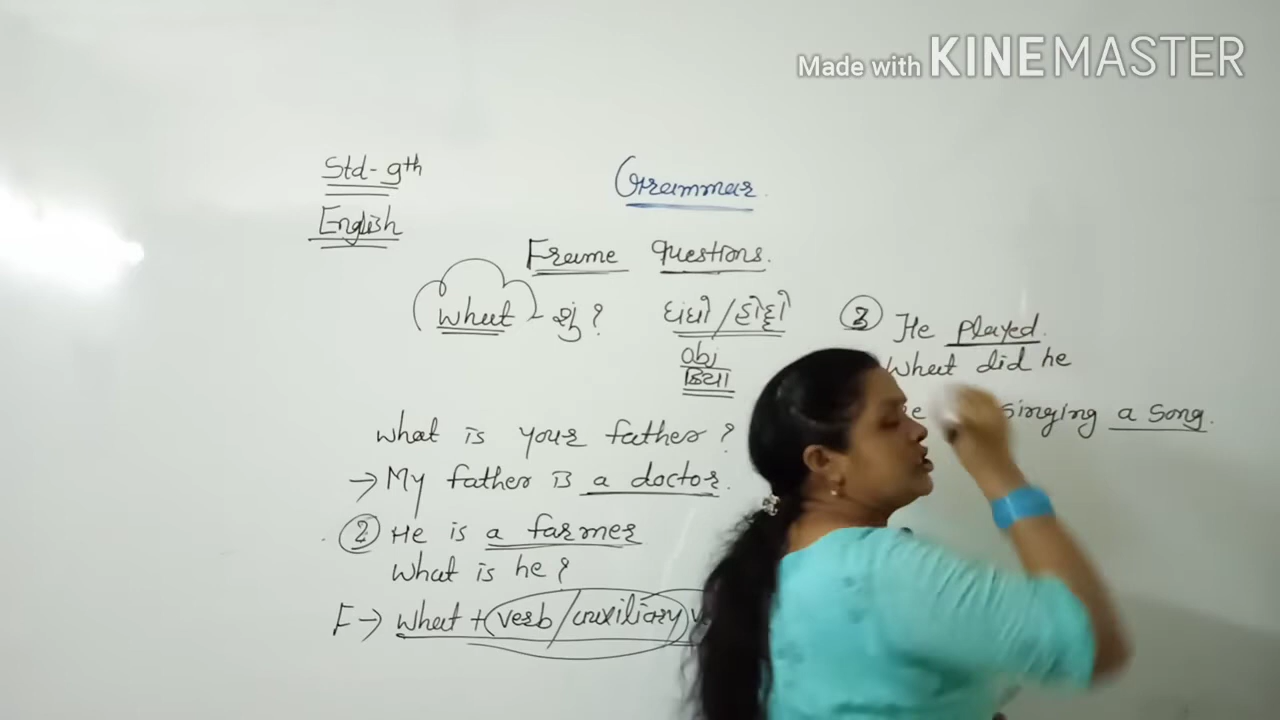 Made with KINEMASTER
Std-9th
English
Grammar.
Frame Questions.
What - શું ?
ધંધો / હોદ્દો
obj
ક્રિયા
What is your father ?
→ My father is a doctor.
② He is a farmer
What is he ?
F → What + (verb / auxiliary)
③ He played.
What did he
singing a song.